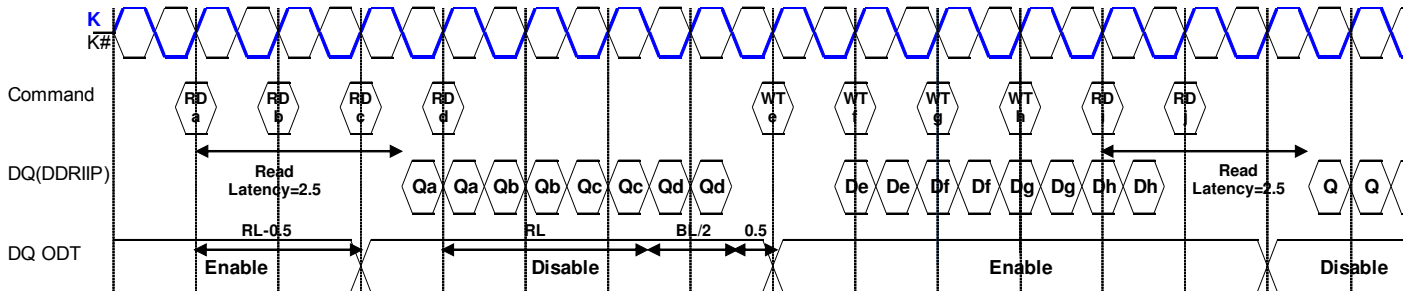 K
K#
Command
RD a RD b RD c RD d WT e WT f WT g WT h RD i RD j
Read Latency=2.5
Read Latency=2.5
DQ(DDRIIP)
Qa Qa Qb Qb Qc Qc Qd Qd De De Df Df Dg Dg Dh Dh Q Q
RL-0.5 RL BL/2 0.5
DQ ODT
Enable Disable Enable Disable